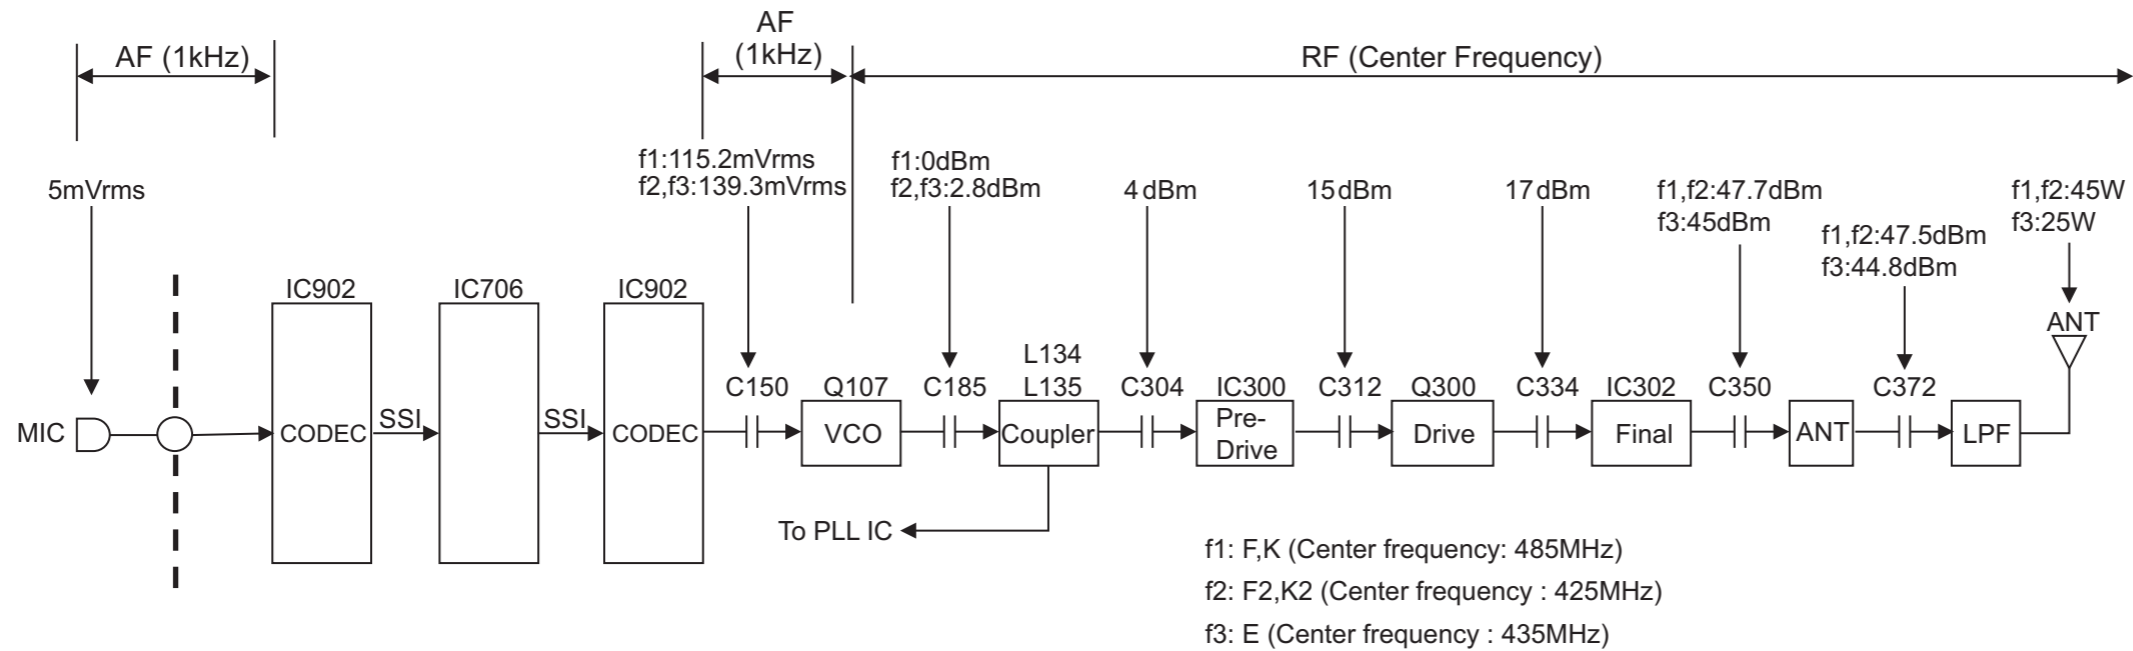 AF (1kHz)
AF
(1kHz)
RF (Center Frequency)
5mVrms
f1:115.2mVrms
f2,f3:139.3mVrms
f1:0dBm
f2,f3:2.8dBm
4 dBm
15 dBm
17 dBm
f1,f2:47.7dBm
f3:45dBm
f1,f2:47.5dBm
f3:44.8dBm
f1,f2:45W
f3:25W
ANT
IC902
IC706
IC902
L134
L135
C150
Q107
C185
C304
IC300
C312
Q300
C334
IC302
C350
C372
MIC
CODEC
SSI
SSI
CODEC
VCO
Coupler
Pre-
Drive
Drive
Final
ANT
LPF
To PLL IC
f1: F,K (Center frequency: 485MHz)
f2: F2,K2 (Center frequency : 425MHz)
f3: E (Center frequency : 435MHz)